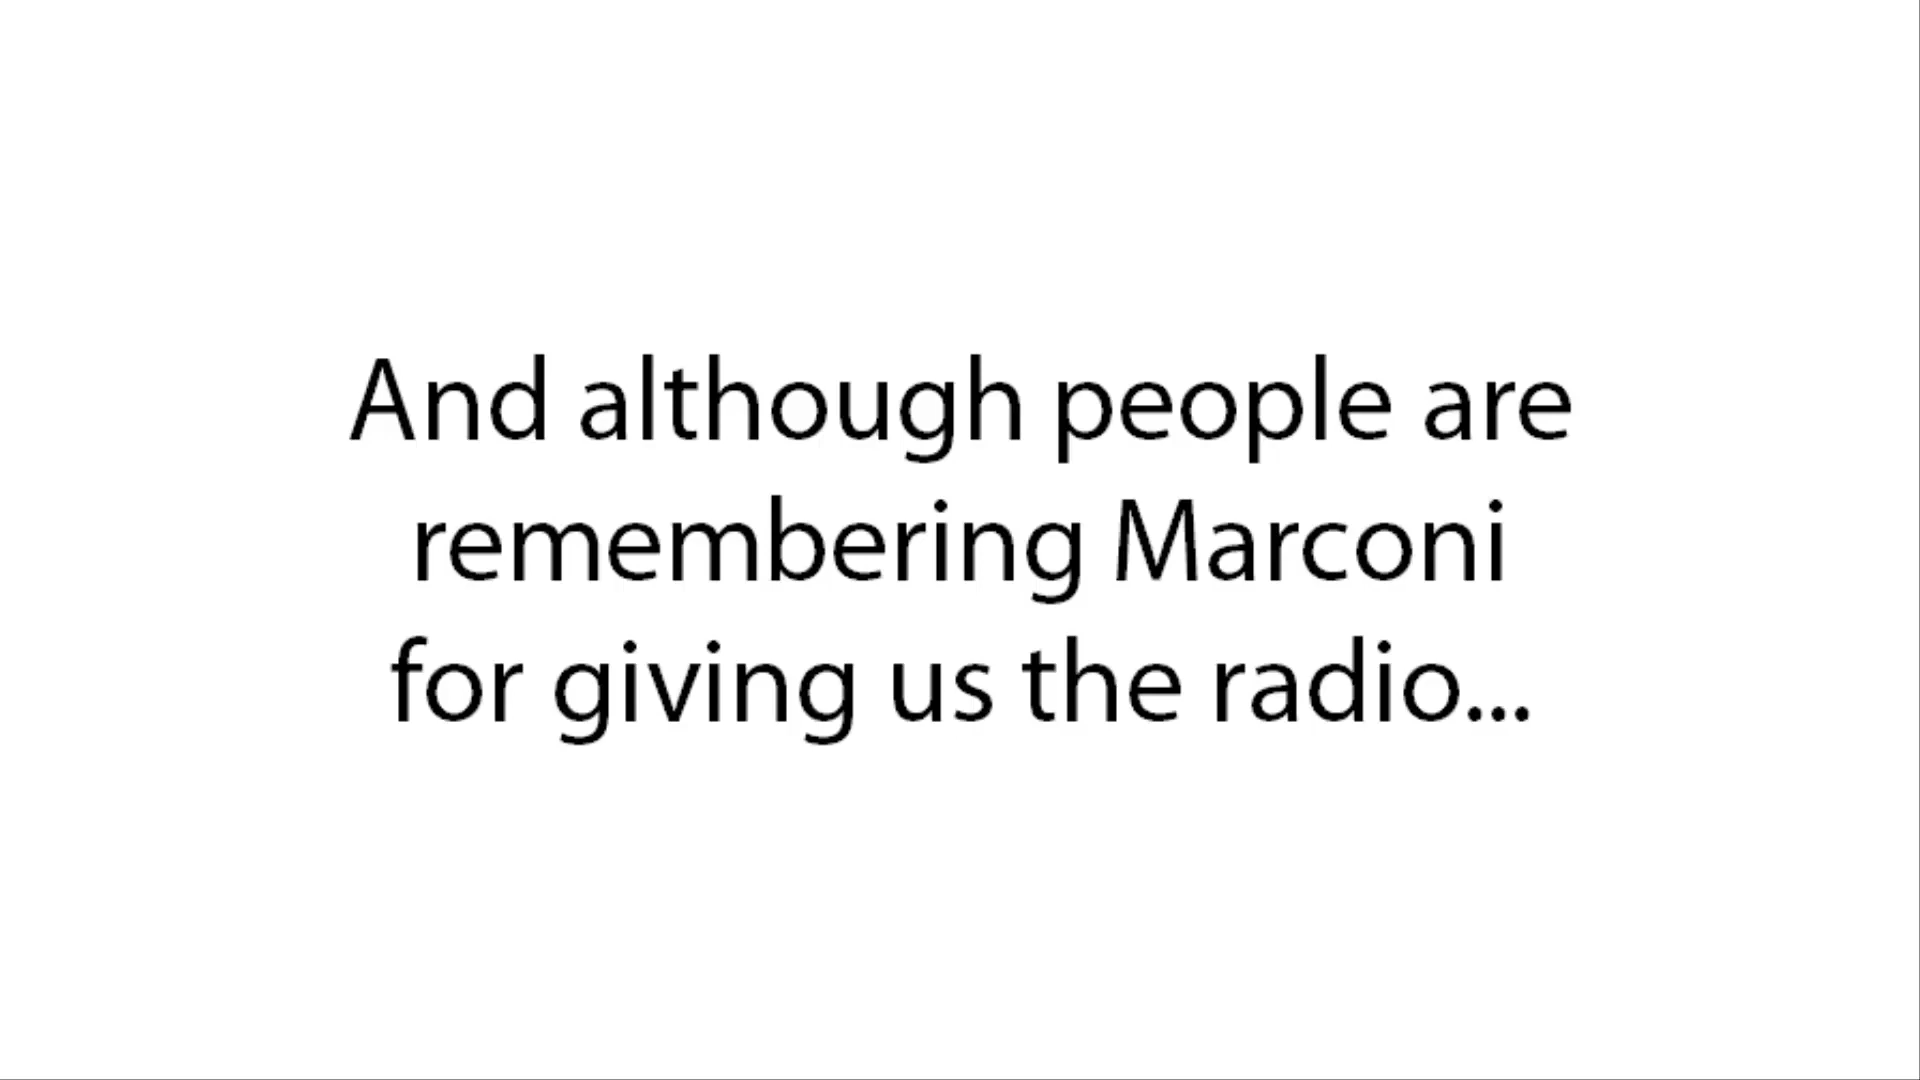 And although people are
remembering Marconi
for giving us the radio...